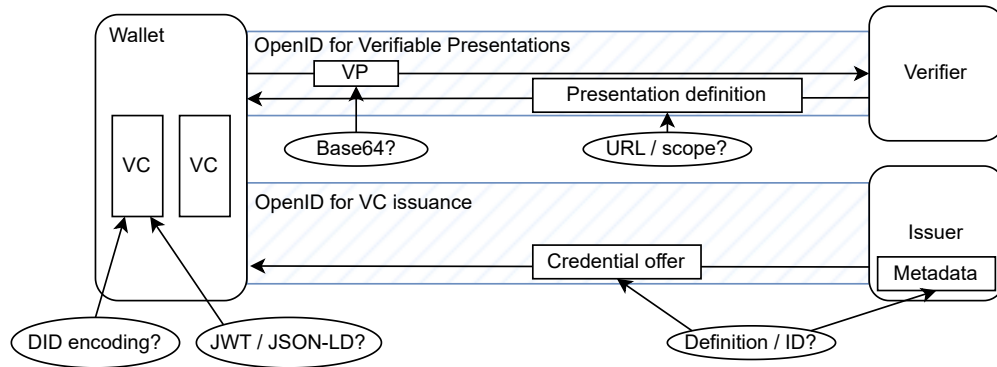 Wallet
OpenID for Verifiable Presentations
VP
Verifier
Presentation definition
Base64?
URL / scope?
VC
VC
OpenID for VC issuance
Issuer
Credential offer
Metadata
DID encoding?
JWT / JSON-LD?
Definition / ID?